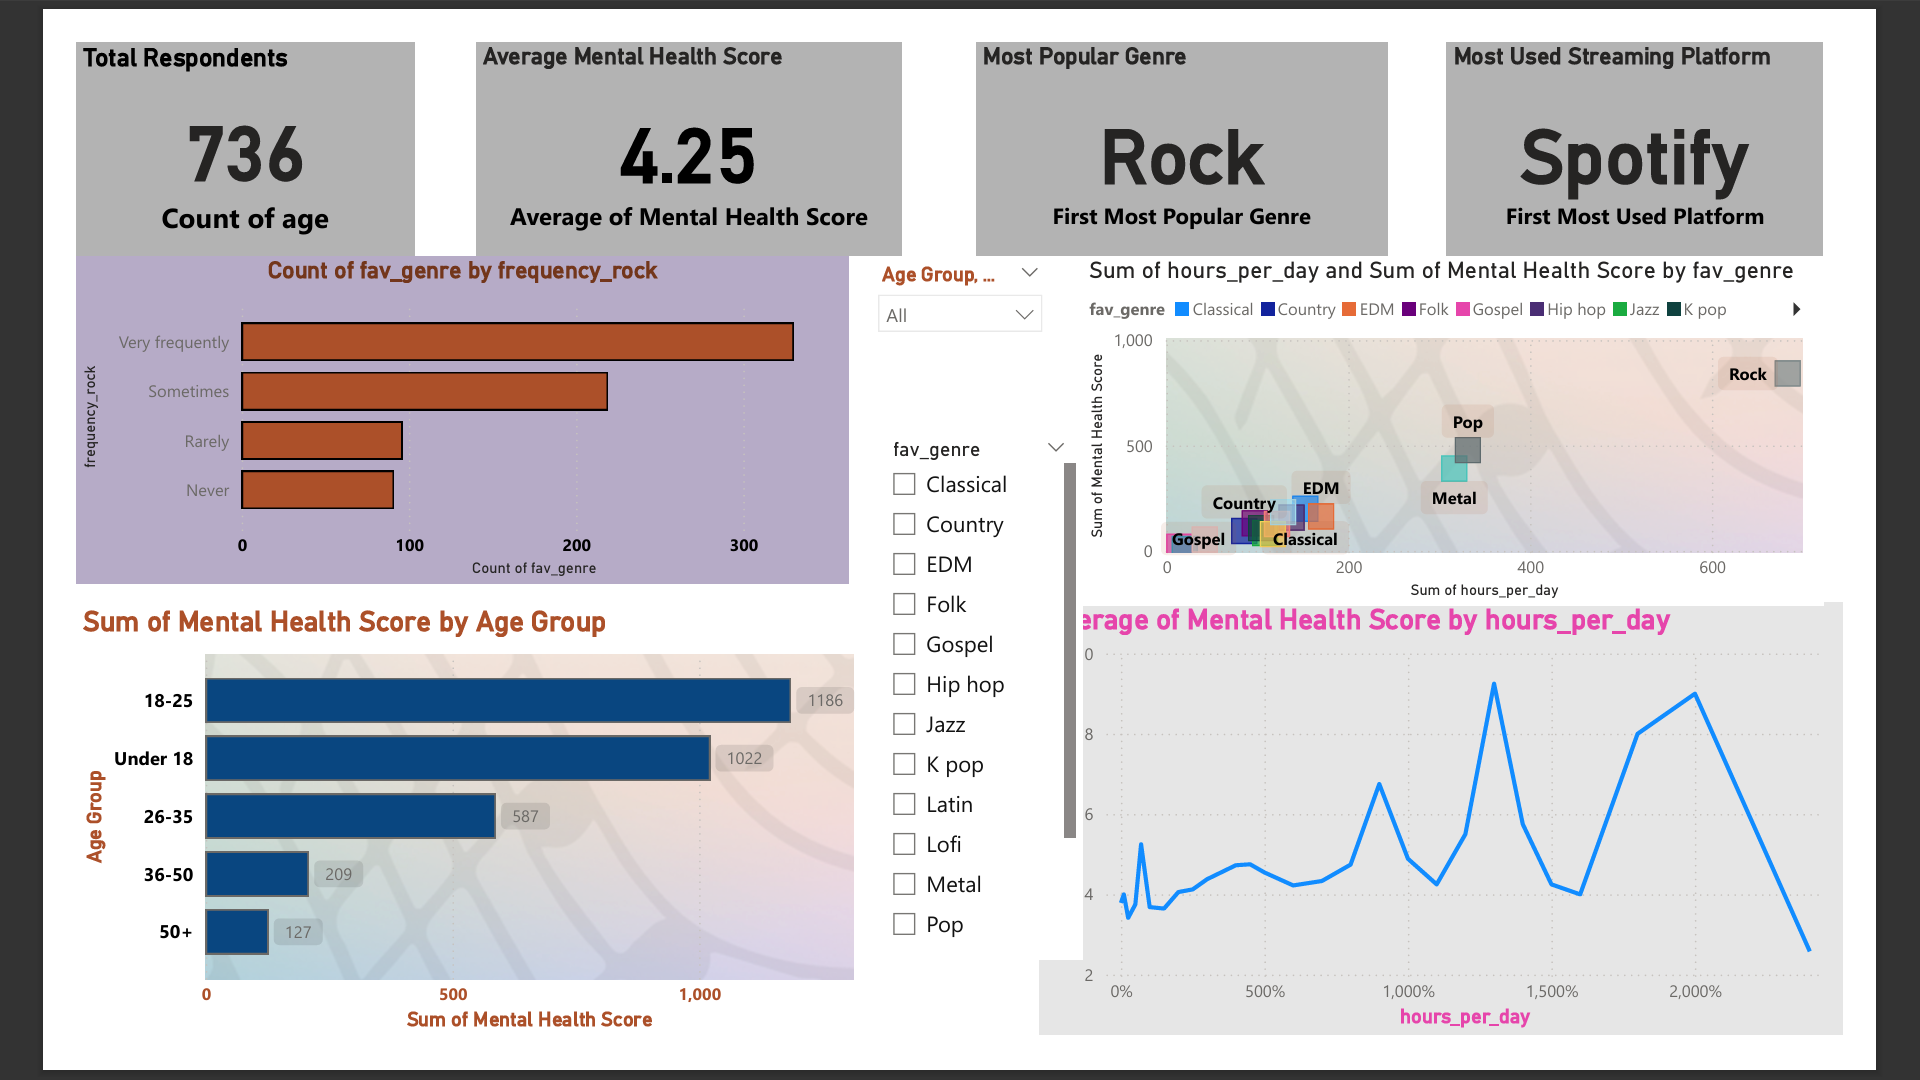 Total Respondents
736
Count of age
Average Mental Health Score
4.25
Average of Mental Health Score
Most Popular Genre
Rock
First Most Popular Genre
Most Used Streaming Platform
Spotify
First Most Used Platform
Count of fav_genre by frequency_rock
frequency_rock
Very frequently
Sometimes
Rarely
Never
0 100 200 300
Count of fav_genre
Age Group, ...
All
fav_genre
Classical
Country
EDM
Folk
Gospel
Hip hop
Jazz
K pop
Latin
Lofi
Metal
Pop
Sum of hours_per_day and Sum of Mental Health Score by fav_genre
fav_genre Classical Country EDM Folk Gospel Hip hop Jazz K pop
Sum of Mental Health Score
1,000
500
0
Rock
Pop
Metal
EDM
Country
Gospel
Classical
0 200 400 600
Sum of hours_per_day
Sum of Mental Health Score by Age Group
Age Group
18-25 1186
Under 18 1022
26-35 587
36-50 209
50+ 127
0 500 1,000
Sum of Mental Health Score
erage of Mental Health Score by hours_per_day
0
8
6
4
2
0% 500% 1,000% 1,500% 2,000%
hours_per_day